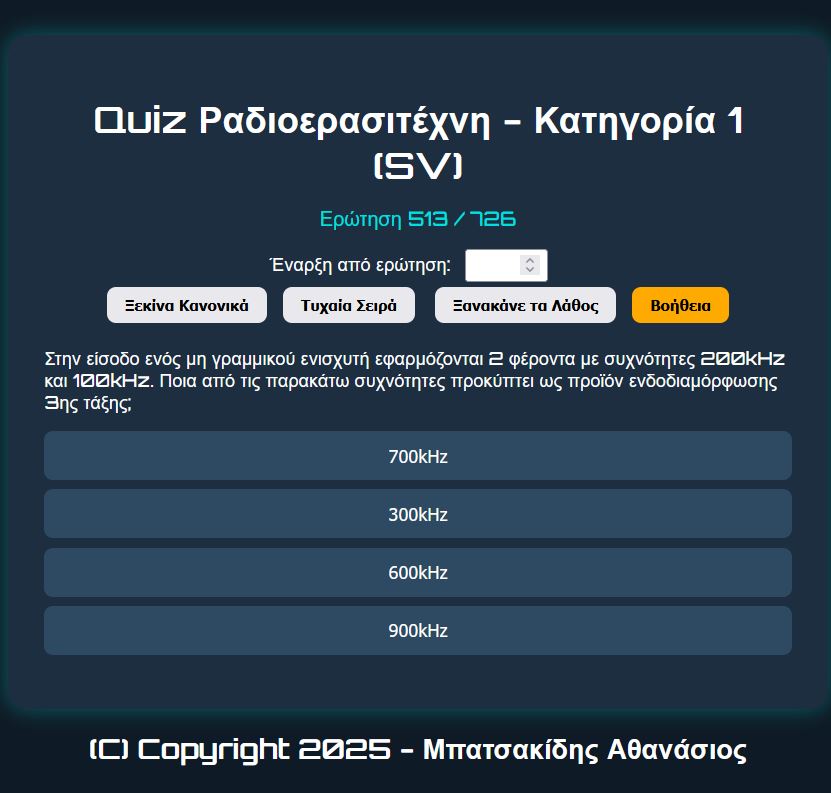 Quiz Ραδιοερασιτέχνη - Κατηγορία 1
(SV)
Ερώτηση 513 / 726
Έναρξη από ερώτηση:
Ξεκίνα Κανονικά Τυχαία Σειρά Ξανακάνε τα Λάθος Βοήθεια
Στην είσοδο ενός μη γραμμικού ενισχυτή εφαρμόζονται 2 φέροντα με συχνότητες 200kHz
και 100kHz. Ποια από τις παρακάτω συχνότητες προκύπτει ως προϊόν ενδοδιαμόρφωσης
3ης τάξης;
700kHz
300kHz
600kHz
900kHz
(C) Copyright 2025 - Μπατσακίδης Αθανάσιος